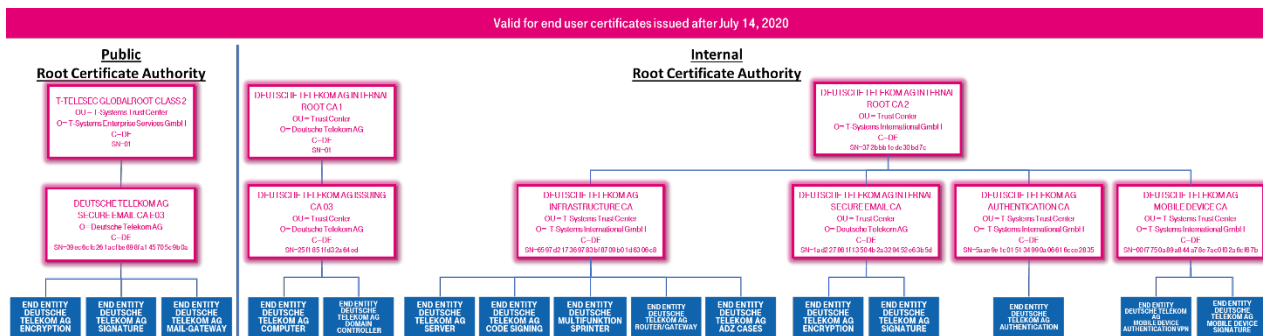 Valid for end user certificates issued after July 14, 2020
Public
Root Certificate Authority
Internal
Root Certificate Authority
T-TELESEC GLOBALROOT CLASS 2
OU=T-Systems Trust Center
O=T-Systems Enterprise Services GmbH
C=DE
SN=01
DEUTSCHE TELEKOM AG INTERNAL
ROOT CA 1
OU=Trust Center
O=Deutsche Telekom AG
C=DE
SN=01
DEUTSCHE TELEKOM AG INTERNAL
ROOT CA 2
OU=Trust Center
O=T-Systems International GmbH
C=DE
DEUTSCHE TELEKOM AG
SECURE EMAIL CA E03
O=Deutsche Telekom AG
C=DE
DEUTSCHE TELEKOM AG ISSUING
CA 03
OU=Trust Center
O=Deutsche Telekom AG
C=DE
DEUTSCHE TELEKOM AG
INFRASTRUCTURE CA
OU=T Systems Trust Center
O=T-Systems International GmbH
C=DE
DEUTSCHE TELEKOM AG INTERNAL
SECURE EMAIL CA
OU=Trust Center
O=Deutsche Telekom AG
C=DE
DEUTSCHE TELEKOM AG
AUTHENTICATION CA
OU=T Systems Trust Center
O=T-Systems International GmbH
C=DE
DEUTSCHE TELEKOM AG
MOBILE DEVICE CA
OU=T Systems Trust Center
O=T-Systems International GmbH
C=DE
END ENTITY
DEUTSCHE
TELEKOM AG
ENCRYPTION
END ENTITY
DEUTSCHE
TELEKOM AG
SIGNATURE
END ENTITY
DEUTSCHE
TELEKOM AG
MAIL-GATEWAY
END ENTITY
DEUTSCHE
TELEKOM AG
COMPUTER
END ENTITY
DEUTSCHE
TELEKOM AG
DOMAIN
CONTROLLER
END ENTITY
DEUTSCHE
TELEKOM AG
SERVER
END ENTITY
DEUTSCHE
TELEKOM AG
CODE SIGNING
END ENTITY
DEUTSCHE
MULTIFUNKTION
SPRINTER
END ENTITY
DEUTSCHE
TELEKOM AG
ROUTER/GATEWAY
END ENTITY
DEUTSCHE
TELEKOM AG
ADZ CASES
END ENTITY
DEUTSCHE
TELEKOM AG
ENCRYPTION
END ENTITY
DEUTSCHE
TELEKOM AG
SIGNATURE
END ENTITY
DEUTSCHE
TELEKOM AG
AUTHENTICATION
END ENTITY
DEUTSCHE TELEKOM
AG
MOBILE DEVICE
AUTHENTICATION VPN
END ENTITY
DEUTSCHE
TELEKOM AG
MOBILE DEVICE
SIGNATURE